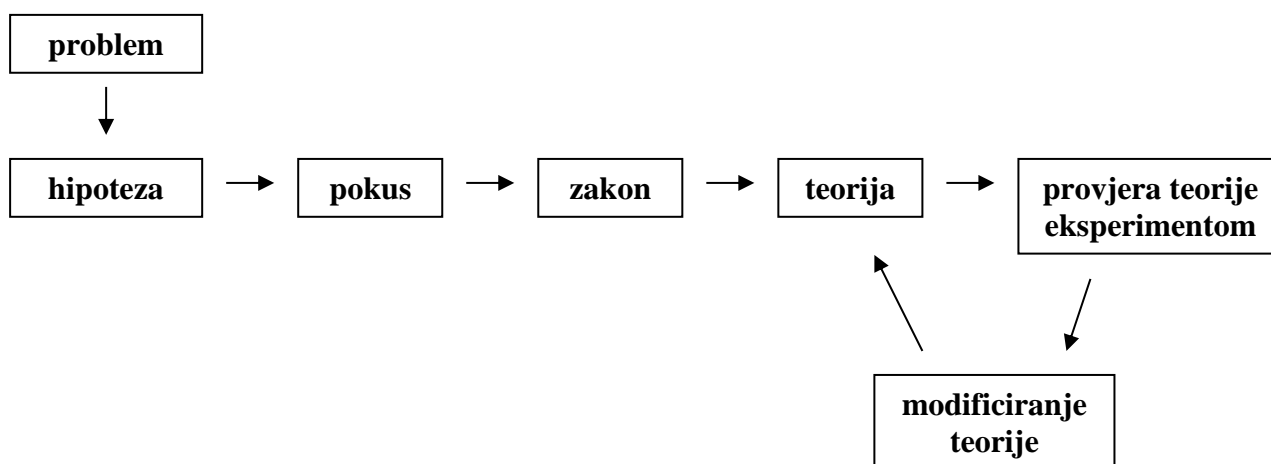 problem
hipoteza
pokus
zakon
teorija
provjera teorije
eksperimentom
modificiranje
teorije